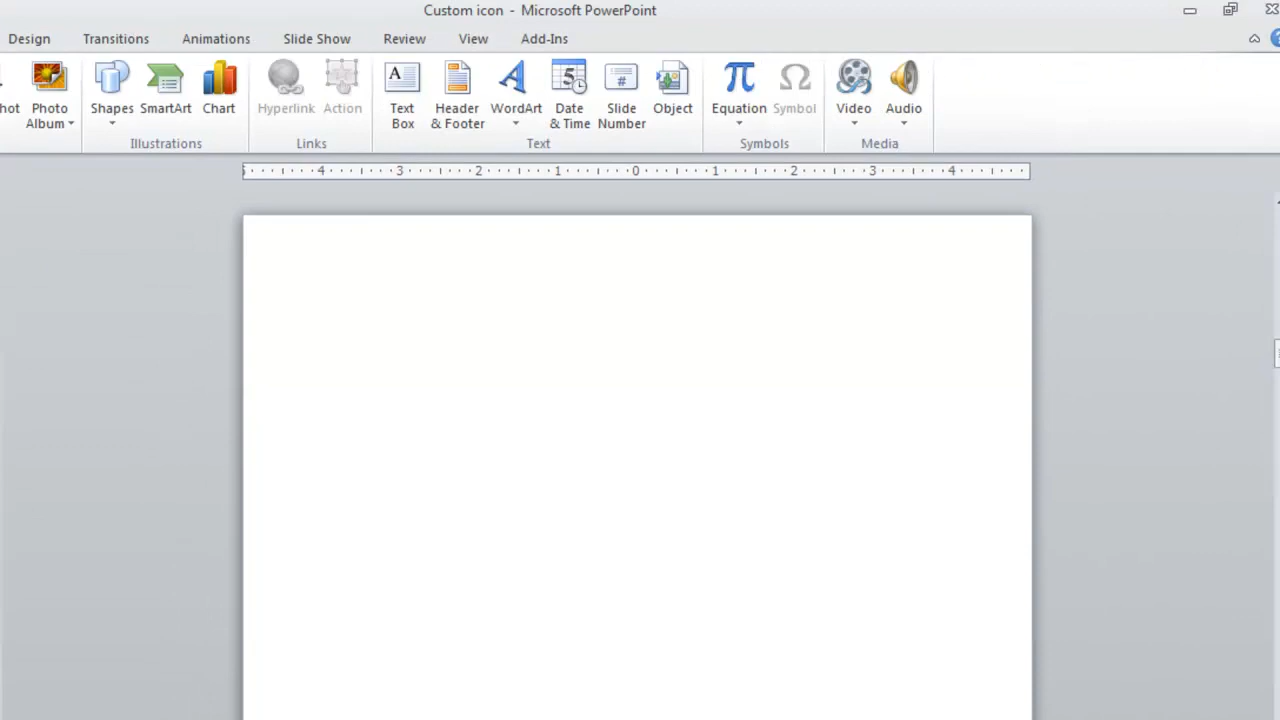 Custom icon - Microsoft PowerPoint
Design Transitions Animations Slide Show Review View Add-Ins
hot Photo Album Shapes SmartArt Chart Hyperlink Action Text Box Header & Footer WordArt Date & Time Slide Number Object Equation Symbol Video Audio
Illustrations Links Text Symbols Media
4 3 2 1 0 1 2 3 4